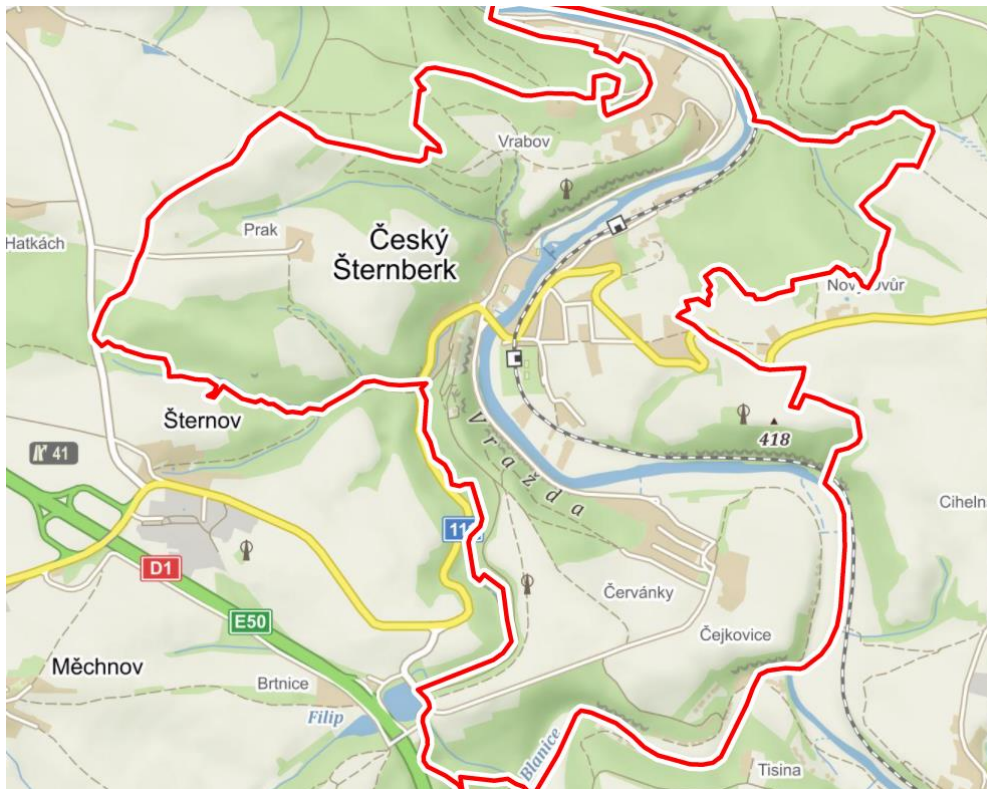 Vrabov
Hatkách
Prak
Český
Šternberk
Nový Dvůr
Šternov
418
41
Vražda
Cihelna
11
D1
E50
Červánky
Čejkovice
Měchnov
Brtnice
Filip
Blanice
Tisina